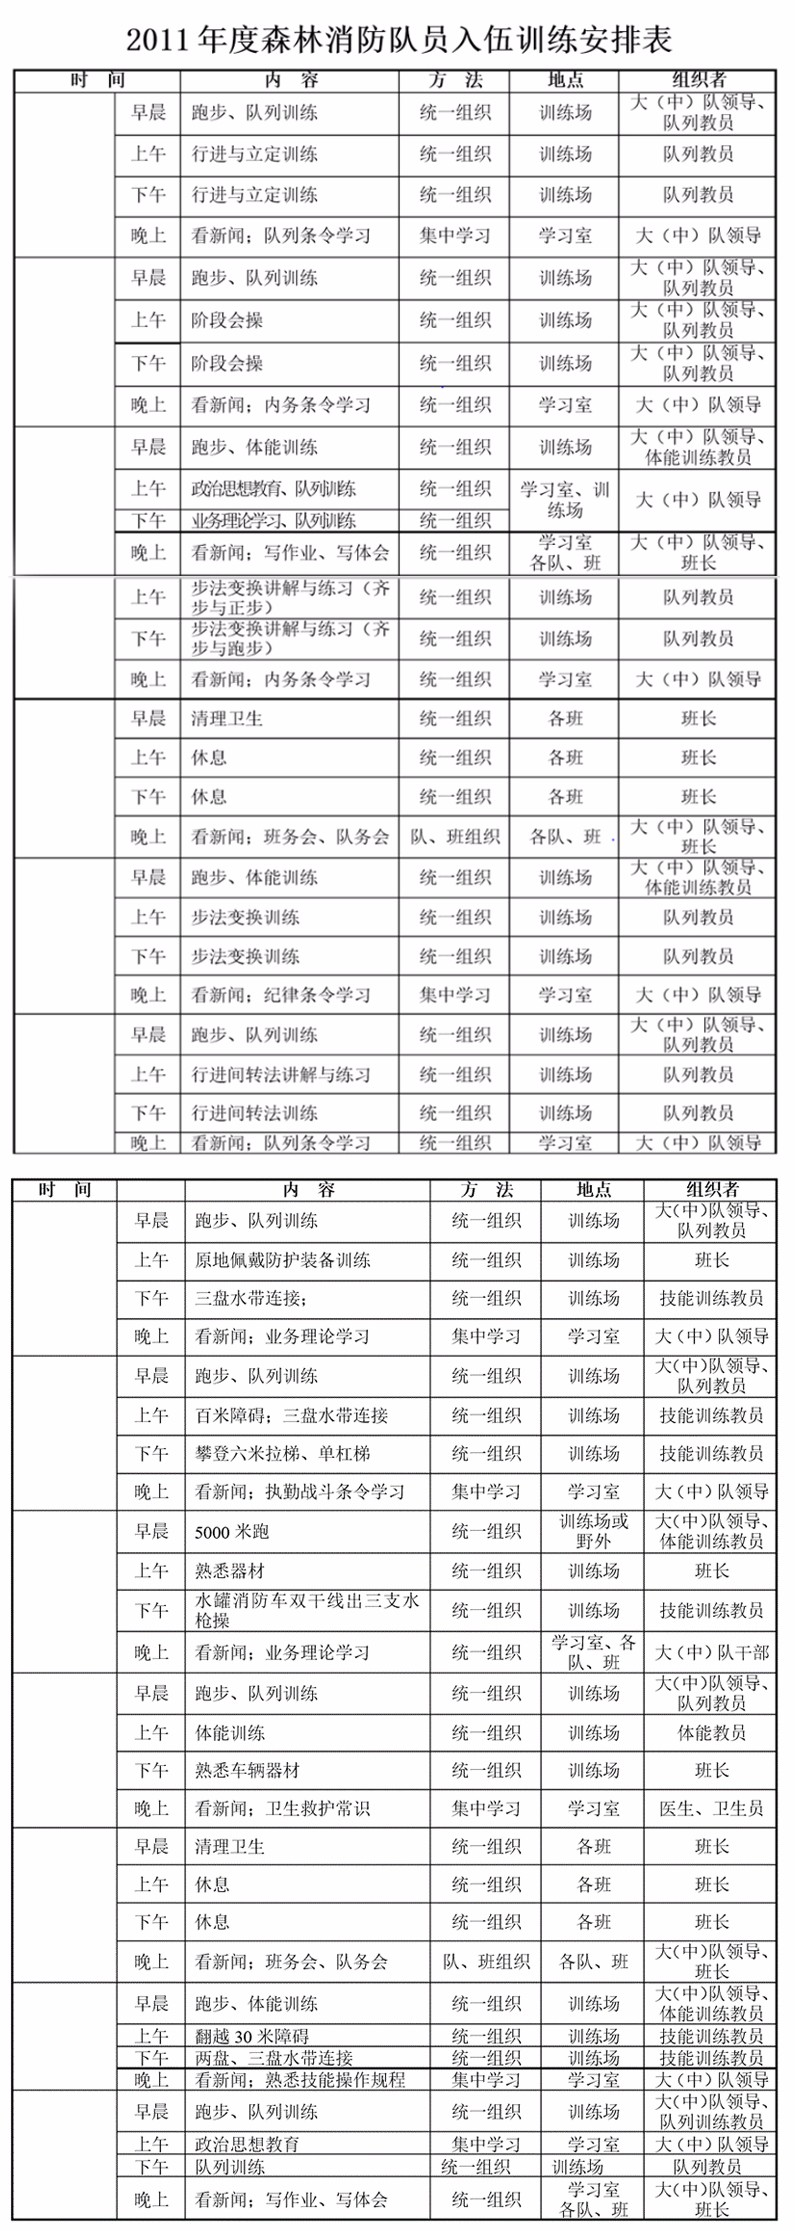 2011 年度森林消防队员入伍训练安排表
时 间 内 容 方 法 地点 组织者
早晨 跑步、队列训练 统一组织 训练场 大（中）队领导、
队列教员
上午 行进与立定训练 统一组织 训练场 队列教员
下午 行进与立定训练 统一组织 训练场 队列教员
晚上 看新闻；队列条令学习 集中学习 学习室 大（中）队领导
早晨 跑步、队列训练 统一组织 训练场 大（中）队领导、
队列教员
上午 阶段会操 统一组织 训练场 大（中）队领导、
队列教员
下午 阶段会操 统一组织 训练场 大（中）队领导、
队列教员
晚上 看新闻；内务条令学习 统一组织 学习室 大（中）队领导
早晨 跑步、体能训练 统一组织 训练场 大（中）队领导、
体能训练教员
上午 政治思想教育、队列训练 统一组织 学习室、训
练场 大（中）队领导
下午 业务理论学习、队列训练 统一组织
晚上 看新闻；写作业、写体会 统一组织 学习室
各队、班 大（中）队领导、
班长
上午 步法变换讲解与练习（齐
步与正步） 统一组织 训练场 队列教员
下午 步法变换讲解与练习（齐
步与跑步） 统一组织 训练场 队列教员
晚上 看新闻；内务条令学习 统一组织 学习室 大（中）队领导
早晨 清理卫生 统一组织 各班 班长
上午 休息 统一组织 各班 班长
下午 休息 统一组织 各班 班长
晚上 看新闻；班务会、队务会 队、班组织 各队、班 大（中）队领导、
班长
早晨 跑步、体能训练 统一组织 训练场 大（中）队领导、
体能训练教员
上午 步法变换训练 统一组织 训练场 队列教员
下午 步法变换训练 统一组织 训练场 队列教员
晚上 看新闻；纪律条令学习 集中学习 学习室 大（中）队领导
早晨 跑步、队列训练 统一组织 训练场 大（中）队领导、
队列教员
上午 行进间转法讲解与练习 统一组织 训练场 队列教员
下午 行进间转法训练 统一组织 训练场 队列教员
晚上 看新闻；队列条令学习 统一组织 学习室 大（中）队领导
时 间 内 容 方 法 地点 组织者
早晨 跑步、队列训练 统一组织 训练场 大（中）队领导、
队列教员
上午 原地佩戴防护装备训练 统一组织 训练场 班长
下午 三盘水带连接； 统一组织 训练场 技能训练教员
晚上 看新闻；业务理论学习 集中学习 学习室 大（中）队领导
早晨 跑步、队列训练 统一组织 训练场 大（中）队领导、
队列教员
上午 百米障碍；三盘水带连接 统一组织 训练场 技能训练教员
下午 攀登六米拉梯、单杠梯 统一组织 训练场 技能训练教员
晚上 看新闻；执勤战斗条令学习 集中学习 学习室 大（中）队领导
早晨 5000 米跑 统一组织 训练场或
野外 大（中）队领导、
体能训练教员
上午 熟悉器材 统一组织 训练场 班长
下午 水罐消防车双干线出三支水
枪操 统一组织 训练场 技能训练教员
晚上 看新闻；业务理论学习 统一组织 学习室、各
队、班 大（中）队干部
早晨 跑步、队列训练 统一组织 训练场 大（中）队领导、
队列教员
上午 体能训练 统一组织 训练场 体能教员
下午 熟悉车辆器材 统一组织 训练场 班长
晚上 看新闻；卫生救护常识 集中学习 学习室 医生、卫生员
早晨 清理卫生 统一组织 各班 班长
上午 休息 统一组织 各班 班长
下午 休息 统一组织 各班 班长
晚上 看新闻；班务会、队务会 队、班组织 各队、班 大（中）队领导、
班长
早晨 跑步、体能训练 统一组织 训练场 大（中）队领导、
体能训练教员
上午 翻越 30 米障碍 统一组织 训练场 技能训练教员
下午 两盘、三盘水带连接 统一组织 训练场 技能训练教员
晚上 看新闻；熟悉技能操作规程 集中学习 学习室 大（中）队领导
早晨 跑步、队列训练 统一组织 训练场 大（中）队领导、
队列训练教员
上午 政治思想教育 集中学习 学习室 大（中）队领导
下午 队列训练 统一组织 训练场 队列教员
晚上 看新闻；写作业、写体会 统一组织 学习室
各队、班 大（中）队领导、
班长